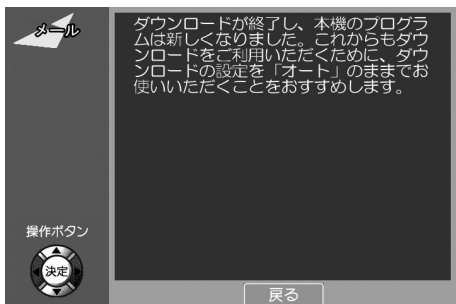 メール
ダウンロードが終了し、本機のプログラ
ムは新しくなりました。これからもダウ
ンロードをご利用いただくために、ダウ
ンロードの設定を「オート」のままでお
使いいただくことをおすすめします。
操作ボタン
決定
戻る